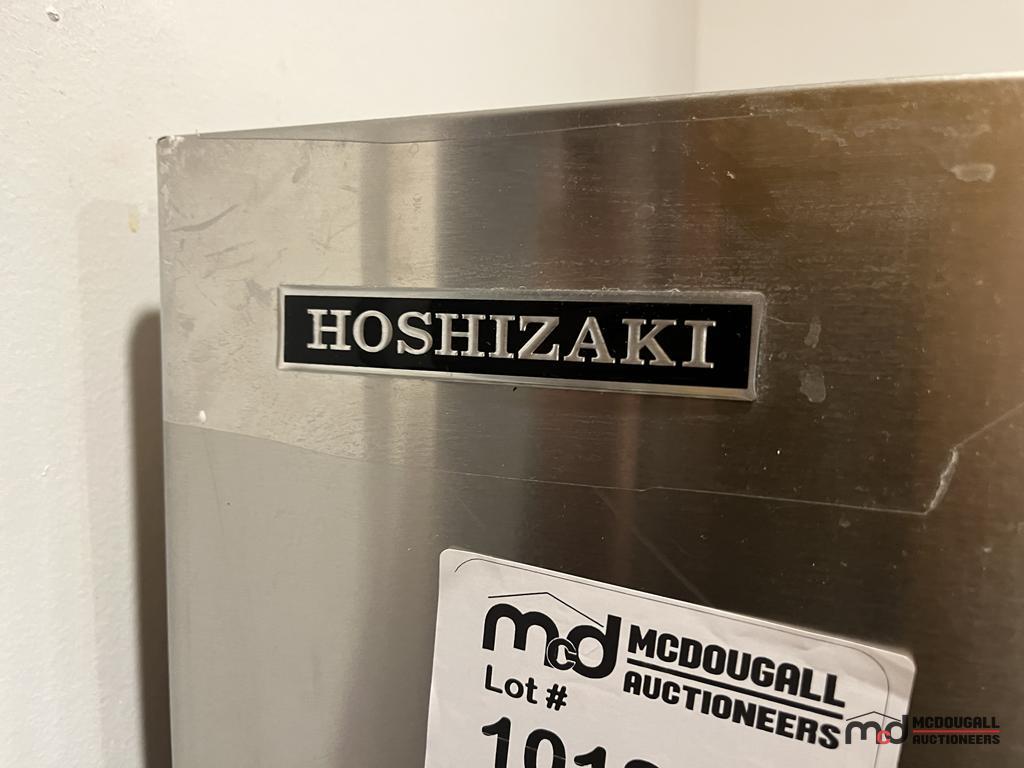 HOSHIZAKI
mcd MCDOUGALL
AUCTIONEERS
Lot #
mcd MCDOUGALL
AUCTIONEERS